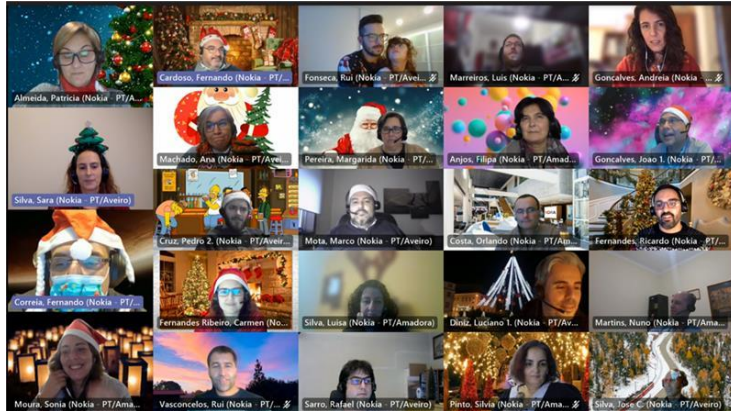 Almeida, Patricia (Nokia - PT/A...
Cardoso, Fernando (Nokia - PT/...
Fonseca, Rui (Nokia - PT/Avei...
Marreiros, Luis (Nokia - PT/A...
Goncalves, Andreia (Nokia - ...
Silva, Sara (Nokia - PT/Aveiro)
Machado, Ana (Nokia - PT/Avei...
Pereira, Margarida (Nokia - PT/...
Anjos, Filipa (Nokia - PT/Amad...
Goncalves, Joao 1. (Nokia - PT/...
Cruz, Pedro 2. (Nokia - PT/Aveir...
Mota, Marco (Nokia - PT/Aveiro)
Costa, Orlando (Nokia - PT/Am...
Fernandes, Ricardo (Nokia - PT/...
Correia, Fernando (Nokia - PT/...
Fernandes Ribeiro, Carmen (No...
Silva, Luisa (Nokia - PT/Amadora)
Diniz, Luciano 1. (Nokia - PT/Av...
Martins, Nuno (Nokia - PT/Ama...
Moura, Sonia (Nokia - PT/Ama...
Vasconcelos, Rui (Nokia - PT/...
Sarro, Rafael (Nokia - PT/Aveiro)
Pinto, Silvia (Nokia - PT/Ama...
Silva, Jose C. (Nokia - PT/Aveiro)